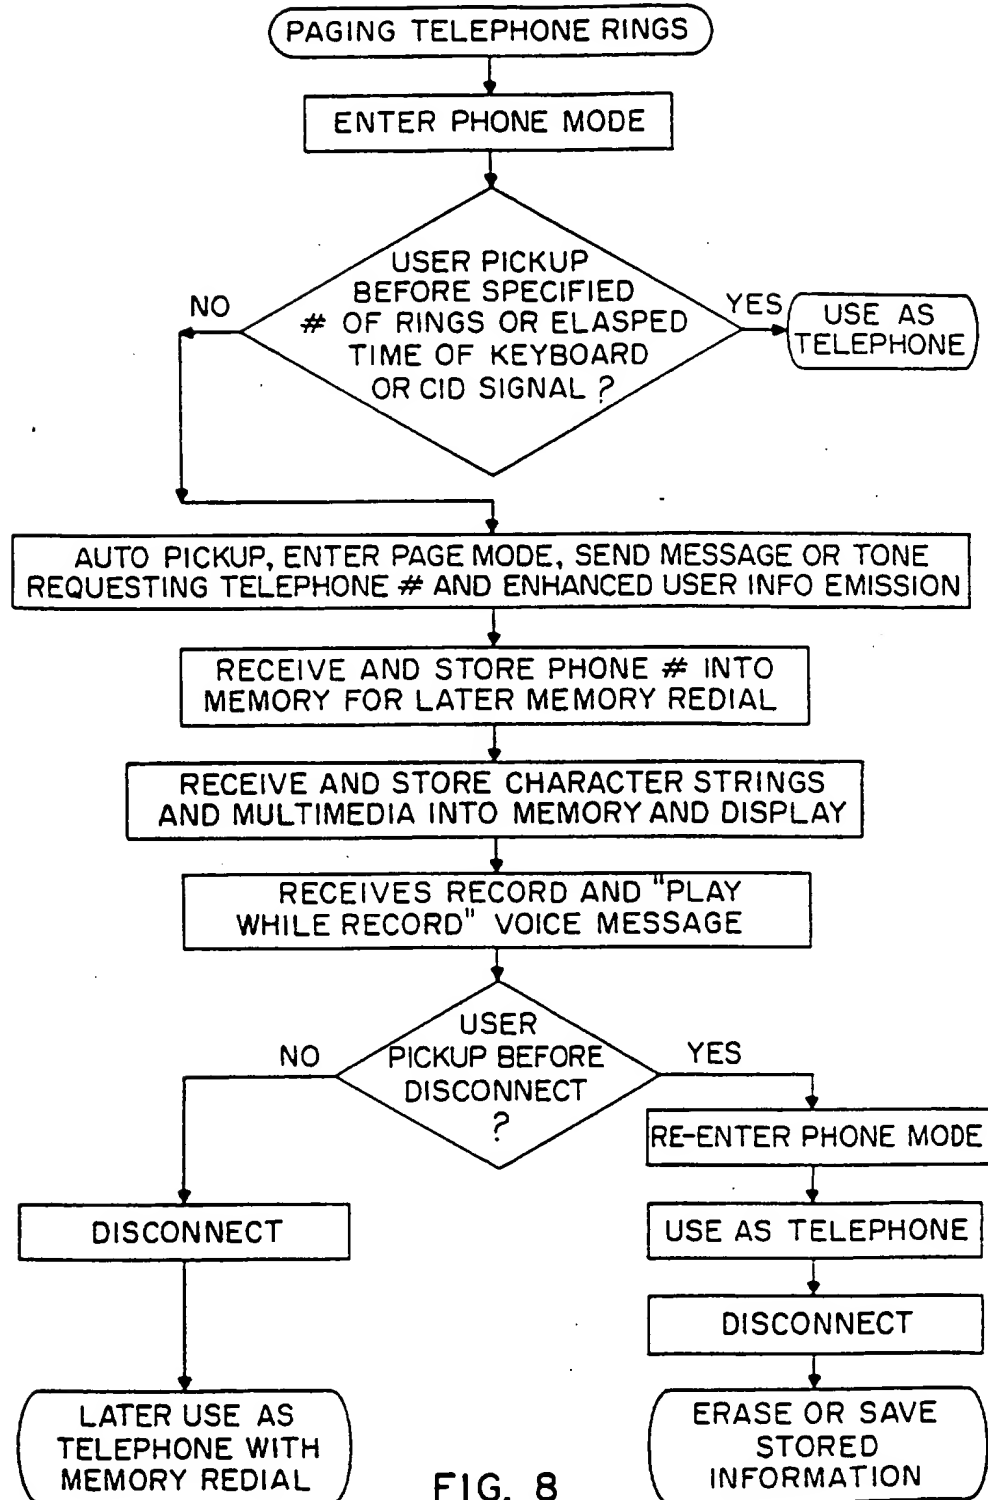 PAGING TELEPHONE RINGS
ENTER PHONE MODE
USER PICKUP
BEFORE SPECIFIED
# OF RINGS OR ELASPED
TIME OF KEYBOARD
OR CID SIGNAL ?
NO
YES
USE AS
TELEPHONE
AUTO PICKUP, ENTER PAGE MODE, SEND MESSAGE OR TONE
REQUESTING TELEPHONE # AND ENHANCED USER INFO EMISSION
RECEIVE AND STORE PHONE # INTO
MEMORY FOR LATER MEMORY REDIAL
RECEIVE AND STORE CHARACTER STRINGS
AND MULTIMEDIA INTO MEMORY AND DISPLAY
RECEIVES RECORD AND "PLAY
WHILE RECORD" VOICE MESSAGE
USER
PICKUP BEFORE
DISCONNECT
?
NO
YES
DISCONNECT
LATER USE AS
TELEPHONE WITH
MEMORY REDIAL
RE-ENTER PHONE MODE
USE AS TELEPHONE
DISCONNECT
ERASE OR SAVE
STORED
INFORMATION
FIG. 8